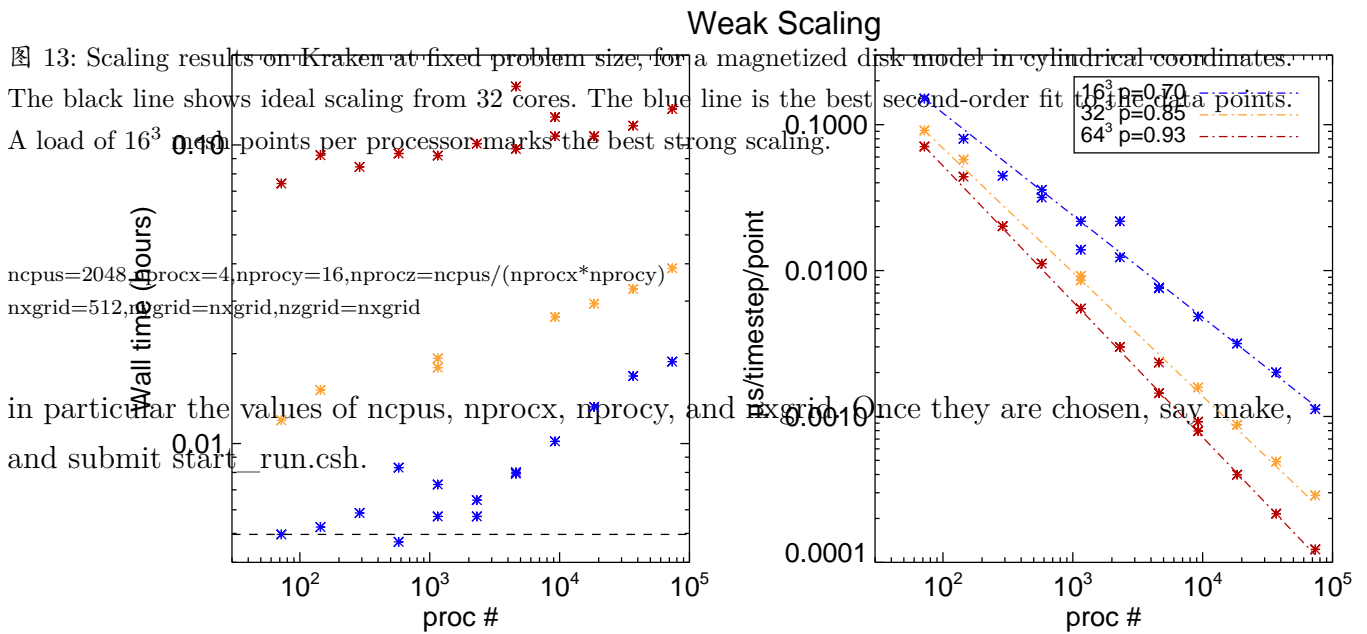 Weak Scaling
图 13: Scaling results on Kraken at fixed problem size, for a magnetized disk model in cylindrical coordinates.
The black line shows ideal scaling from 32 cores. The blue line is the best second-order fit to the data points.
A load of 16³ mesh points per processor marks the best strong scaling.
ncpus=2048,nprocx=4,nprocy=16,nprocz=ncpus/(nprocx*nprocy)
nxgrid=512,nygrid=nxgrid,nzgrid=nxgrid
in particular the values of ncpus, nprocx, nprocy, and nxgrid. Once they are chosen, say make,
and submit start_run.csh.
Wall time (hours)
0.10
0.01
10² 10³ 10⁴ 10⁵
proc #
μs/timestep/point
0.1000
0.0100
0.0010
0.0001
16³ p=0.70
32³ p=0.85
64³ p=0.93
10² 10³ 10⁴ 10⁵
proc #